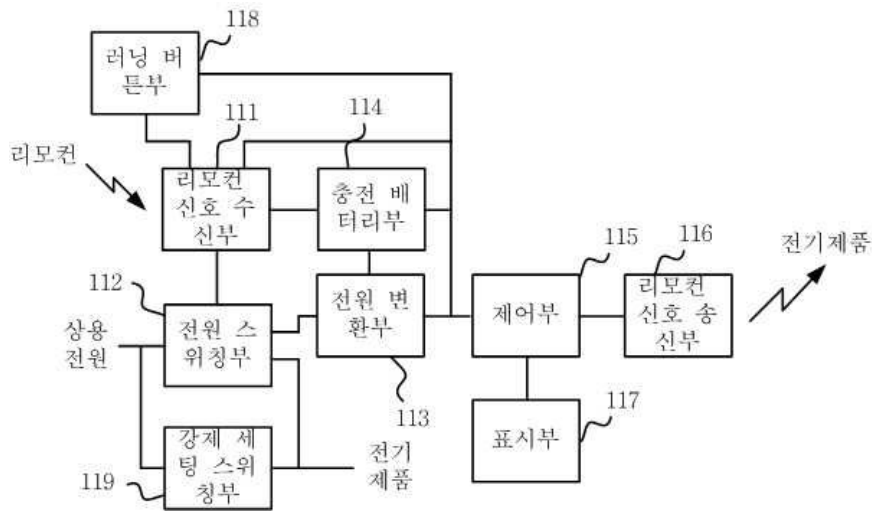 118
러닝 버
튼부
리모컨
111
리모컨
신호 수
신부
114
충전 배
터리부
112
상용
전원
전원 스
위칭부
전원 변
환부
113
115
제어부
116
리모컨
신호 송
신부
전기제품
117
표시부
119
강제 세
팅 스위
칭부
전기
제품